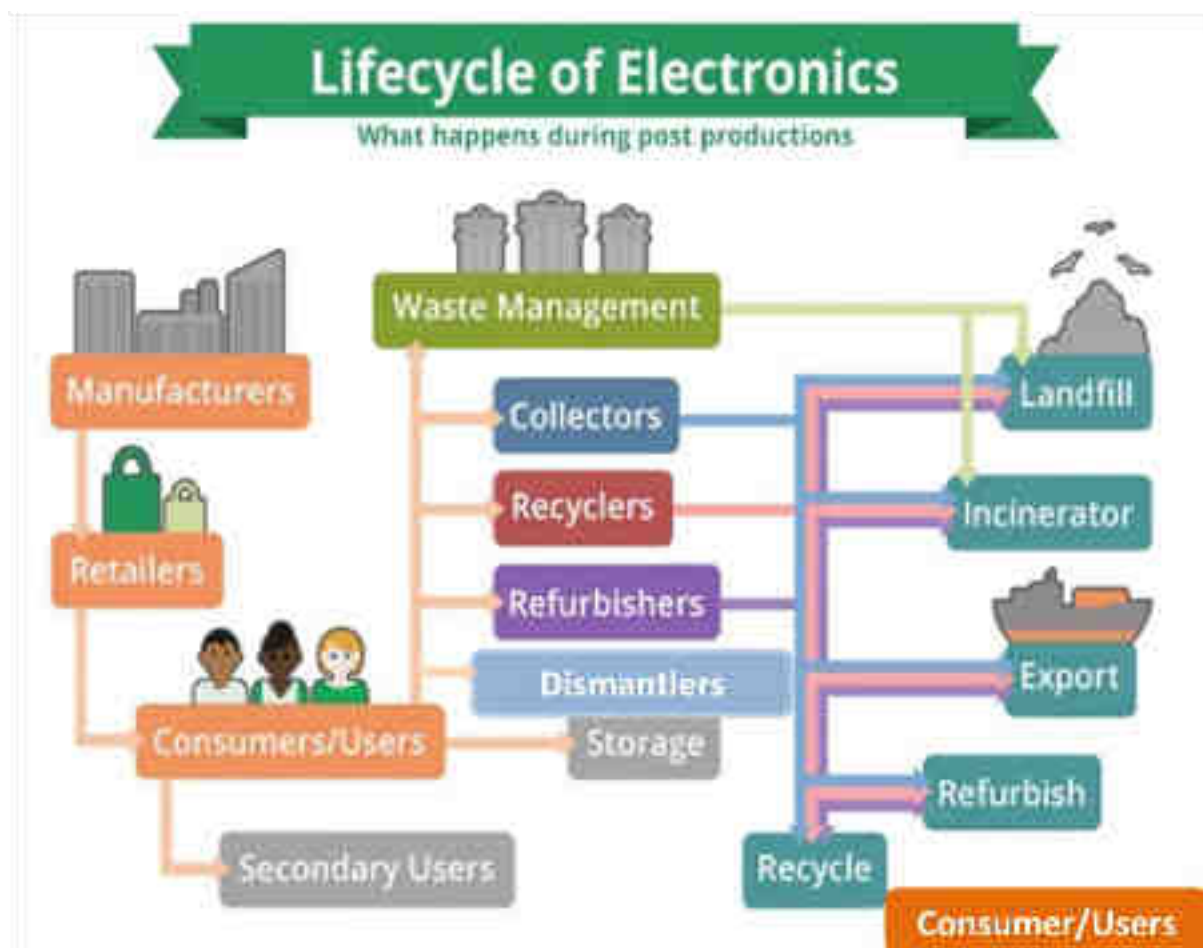 Lifecycle of Electronics
What happens during post productions
Waste Management
Manufacturers
Landfill
Collectors
Recyclers
Incinerator
Retailers
Refurbishers
Export
Dismantlers
Consumers/Users
Storage
Refurbish
Secondary Users
Recycle
Consumer/Users